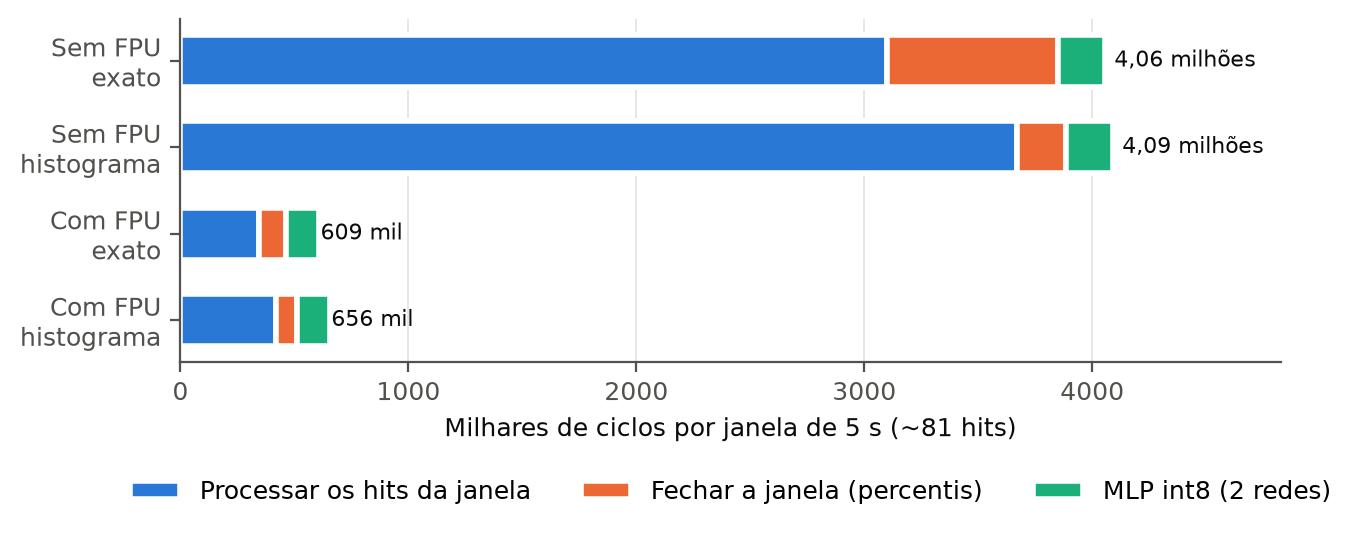 Sem FPU
exato
4,06 milhões
Sem FPU
histograma
4,09 milhões
Com FPU
exato
609 mil
Com FPU
histograma
656 mil
0 1000 2000 3000 4000
Milhares de ciclos por janela de 5 s (~81 hits)
Processar os hits da janela Fechar a janela (percentis) MLP int8 (2 redes)